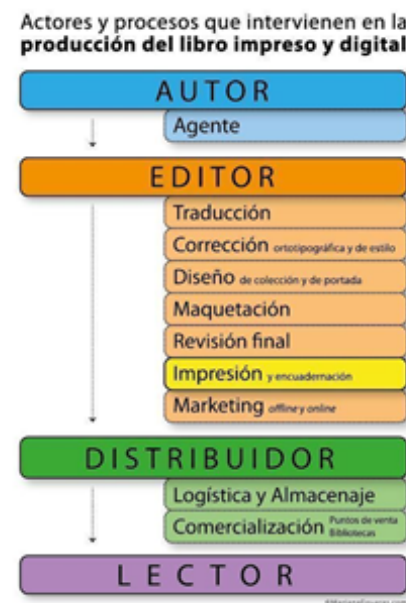 Actores y procesos que intervienen en la
producción del libro impreso y digital
AUTOR
Agente
EDITOR
Traducción
Corrección ortotipográfica y de estilo
Diseño de colección y de portada
Maquetación
Revisión final
Impresión y encuadernación
Marketing offline y online
DISTRIBUIDOR
Logística y Almacenaje
Comercialización Puntos de venta
Bibliotecas
LECTOR